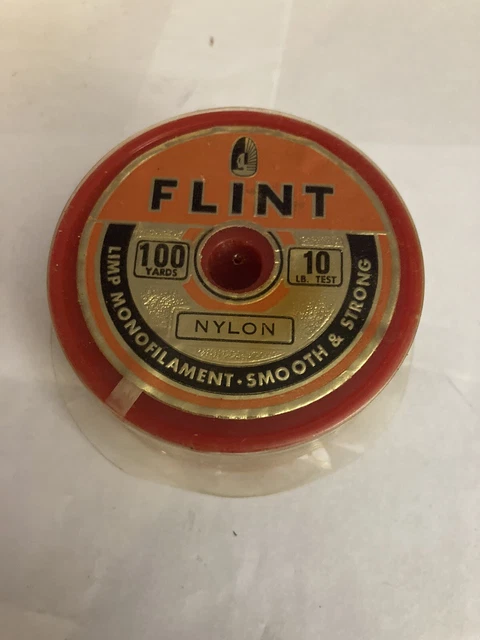 FLINT
100
YARDS
10
LB. TEST
NYLON
LIMP MONOFILAMENT · SMOOTH & STRONG